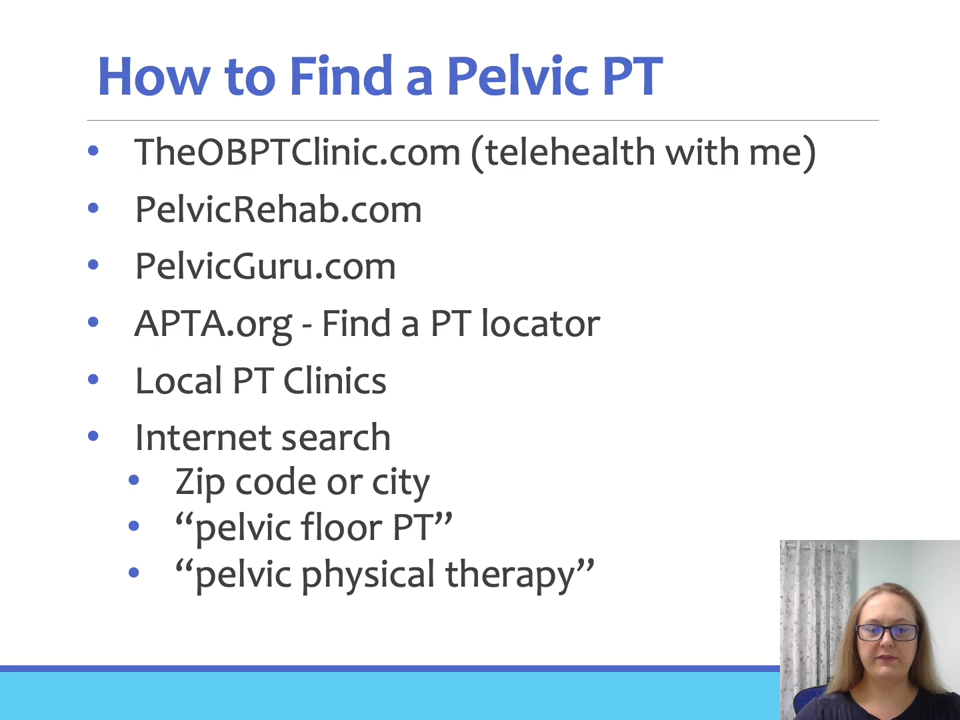 How to Find a Pelvic PT
• TheOBPTClinic.com (telehealth with me)
• PelvicRehab.com
• PelvicGuru.com
• APTA.org - Find a PT locator
• Local PT Clinics
• Internet search
• Zip code or city
• “pelvic floor PT”
• “pelvic physical therapy”